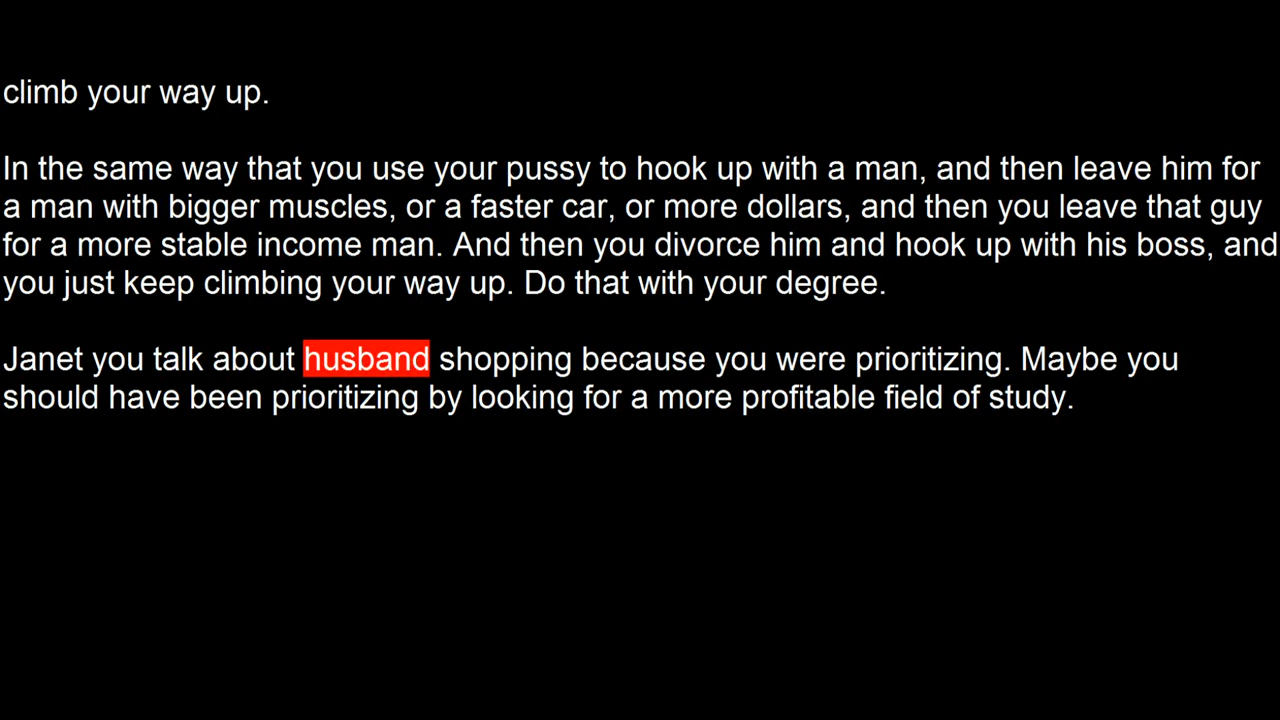 climb your way up.
In the same way that you use your pussy to hook up with a man, and then leave him for
a man with bigger muscles, or a faster car, or more dollars, and then you leave that guy
for a more stable income man. And then you divorce him and hook up with his boss, and
you just keep climbing your way up. Do that with your degree.
Janet you talk about husband shopping because you were prioritizing. Maybe you
should have been prioritizing by looking for a more profitable field of study.